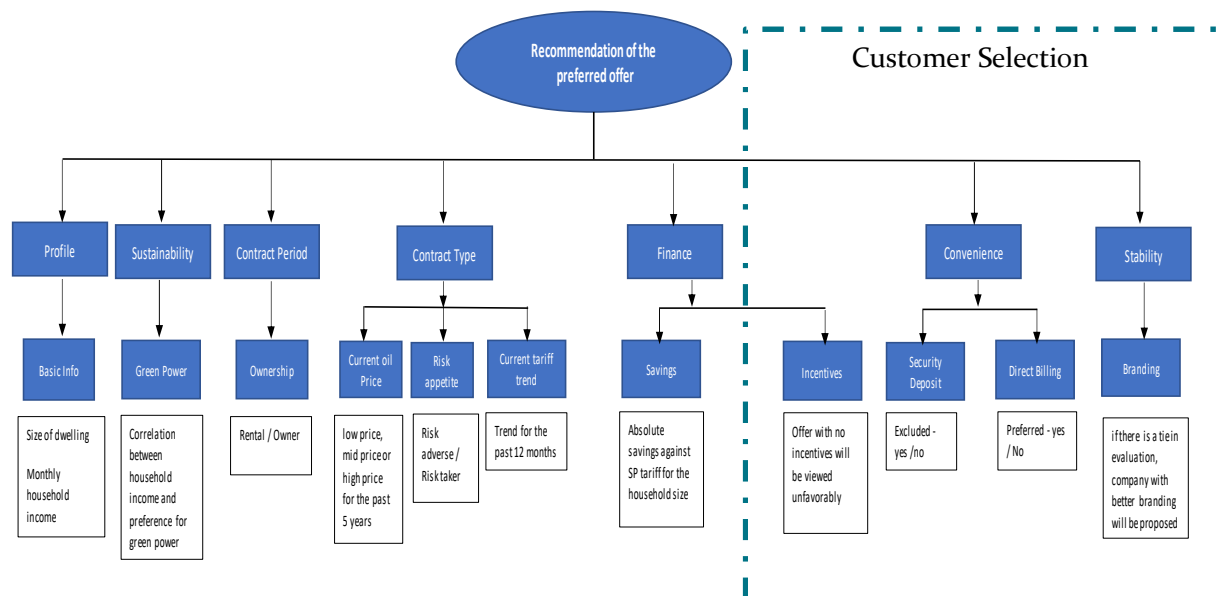 Recommendation of the
preferred offer
Customer Selection
Profile
Sustainability
Contract Period
Contract Type
Finance
Convenience
Stability
Basic Info
Green Power
Ownership
Current oil
Price
Risk
appetite
Current tariff
trend
Savings
Incentives
Security
Deposit
Direct Billing
Branding
Size of dwelling
Monthly
household
income
Correlation
between
household
income and
preference for
green power
Rental / Owner
low price,
mid price or
high price
for the past
5 years
Risk
adverse /
Risk taker
Trend for the
past 12 months
Absolute
savings against
SP tariff for the
household size
Offer with no
incentives will
be viewed
unfavorably
Excluded -
yes /no
Preferred - yes
/ No
if there is a tie in
evaluation,
company with
better branding
will be proposed